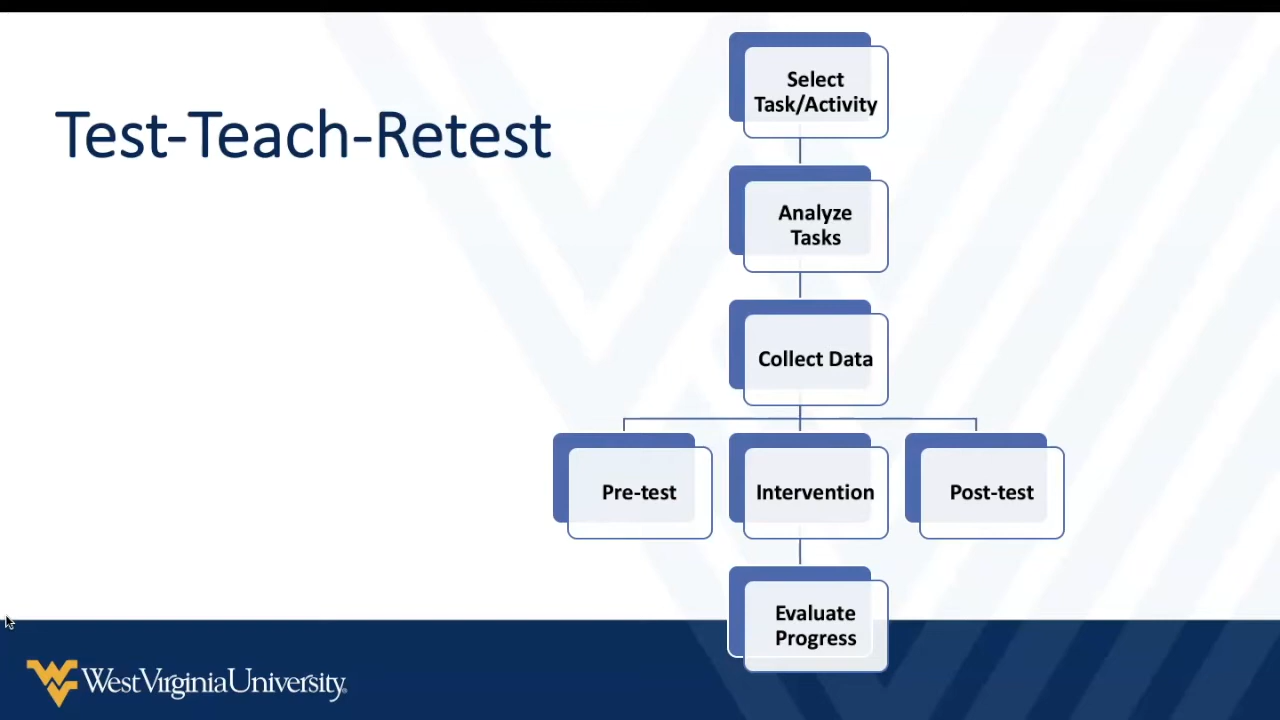 Test-Teach-Retest
Select
Task/Activity
Analyze
Tasks
Collect Data
Pre-test
Intervention
Post-test
Evaluate
Progress
WestVirginiaUniversity.